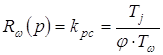 R_ω(p) = k_pc = T_j / (φ · T_ω)